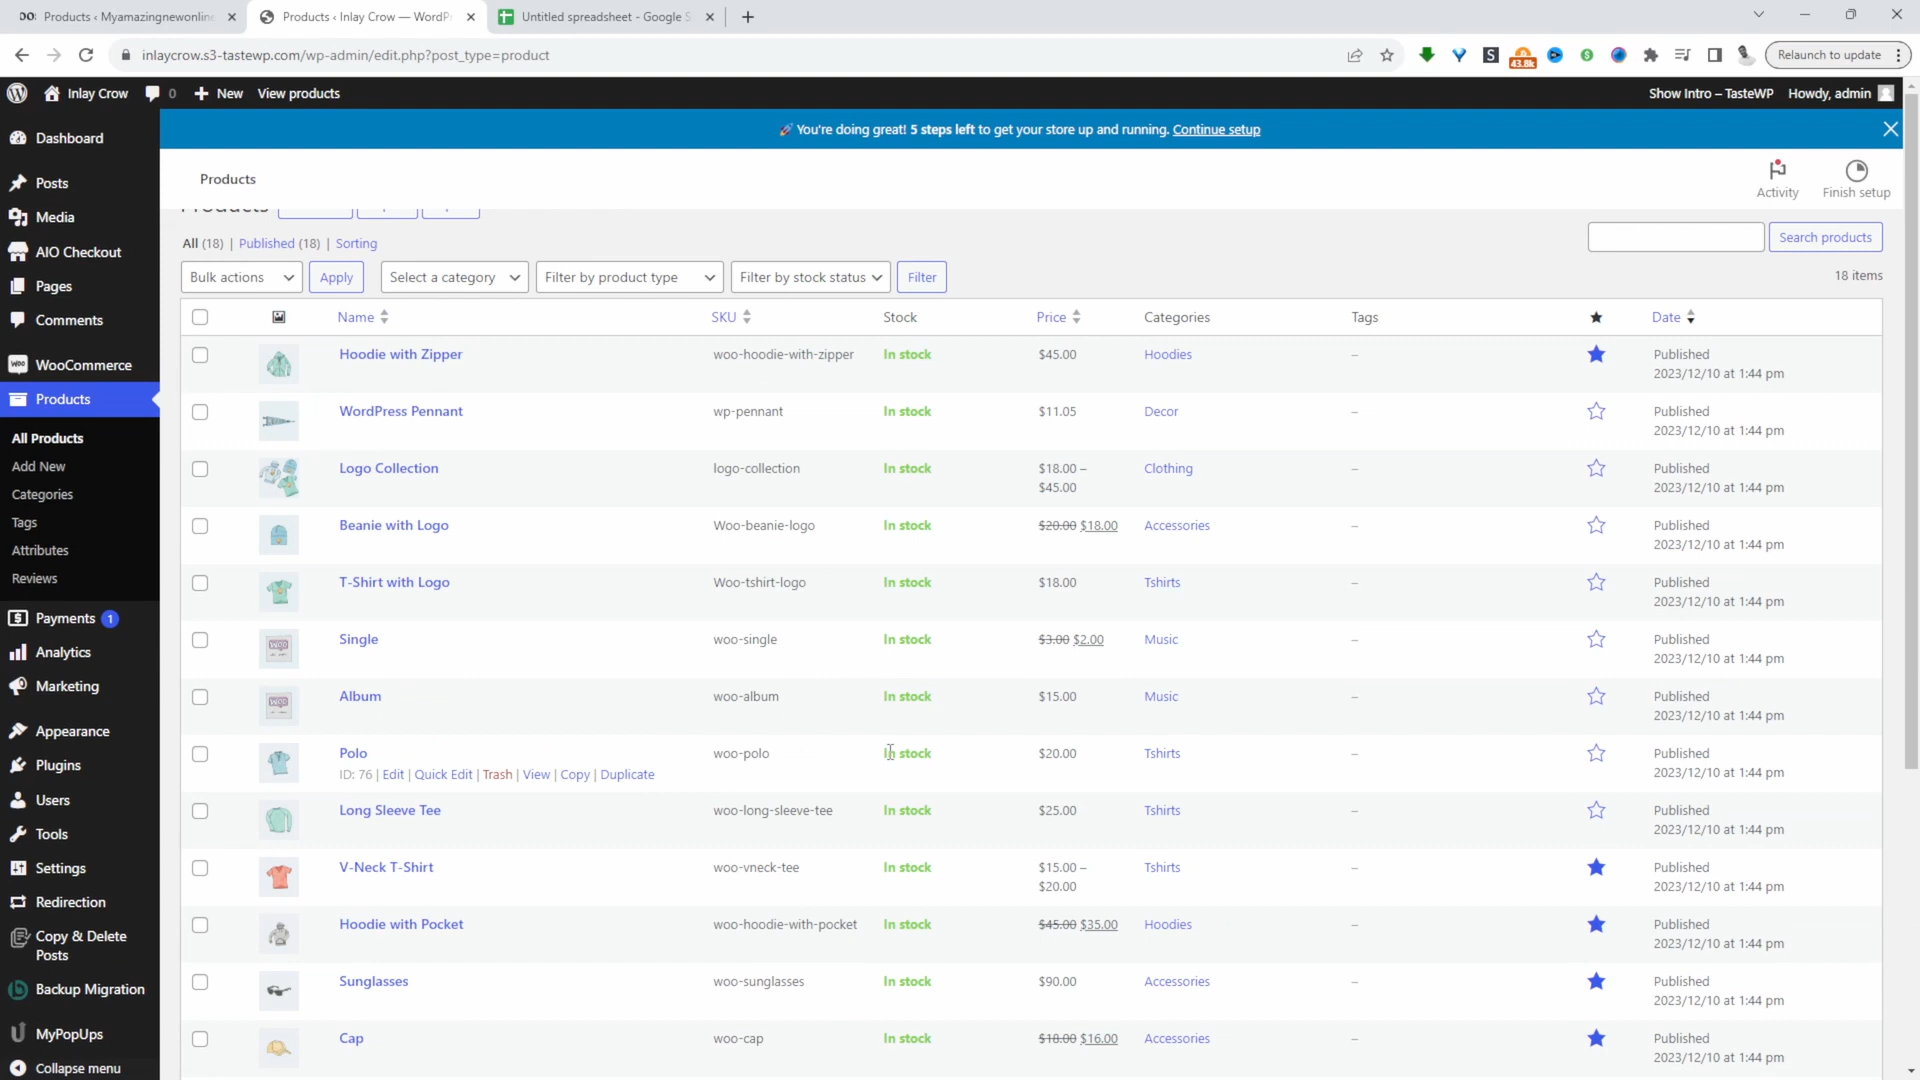 Products ‹ Myamazingnewonlin
Products ‹ Inlay Crow — WordPr
Untitled spreadsheet - Google S
inlaycrow.s3-tastewp.com/wp-admin/edit.php?post_type=product
43.8k
Relaunch to update
Inlay Crow
0
New
View products
Show Intro – TasteWP
Howdy, admin
Dashboard
Posts
Media
AIO Checkout
Pages
Comments
WooCommerce
Products
All Products
Add New
Categories
Tags
Attributes
Reviews
Payments 1
Analytics
Marketing
Appearance
Plugins
Users
Tools
Settings
Redirection
Copy & Delete
Posts
Backup Migration
MyPopUps
Collapse menu
🚀 You're doing great! 5 steps left to get your store up and running. Continue setup
Products
Activity
Finish setup
Products
All (18) | Published (18) | Sorting
Search products
Bulk actions
Apply
Select a category
Filter by product type
Filter by stock status
Filter
18 items
Name SKU Stock Price Categories Tags ★ Date
Hoodie with Zipper woo-hoodie-with-zipper In stock $45.00 Hoodies – Published
2023/12/10 at 1:44 pm
WordPress Pennant wp-pennant In stock $11.05 Decor – Published
2023/12/10 at 1:44 pm
Logo Collection logo-collection In stock $18.00 – Clothing – Published
$45.00 2023/12/10 at 1:44 pm
Beanie with Logo Woo-beanie-logo In stock $20.00 $18.00 Accessories – Published
2023/12/10 at 1:44 pm
T-Shirt with Logo Woo-tshirt-logo In stock $18.00 Tshirts – Published
2023/12/10 at 1:44 pm
Single woo-single In stock $3.00 $2.00 Music – Published
2023/12/10 at 1:44 pm
Album woo-album In stock $15.00 Music – Published
2023/12/10 at 1:44 pm
Polo woo-polo In stock $20.00 Tshirts – Published
ID: 76 | Edit | Quick Edit | Trash | View | Copy | Duplicate 2023/12/10 at 1:44 pm
Long Sleeve Tee woo-long-sleeve-tee In stock $25.00 Tshirts – Published
2023/12/10 at 1:44 pm
V-Neck T-Shirt woo-vneck-tee In stock $15.00 – Tshirts – Published
$20.00 2023/12/10 at 1:44 pm
Hoodie with Pocket woo-hoodie-with-pocket In stock $45.00 $35.00 Hoodies – Published
2023/12/10 at 1:44 pm
Sunglasses woo-sunglasses In stock $90.00 Accessories – Published
2023/12/10 at 1:44 pm
Cap woo-cap In stock $18.00 $16.00 Accessories – Published
2023/12/10 at 1:44 pm